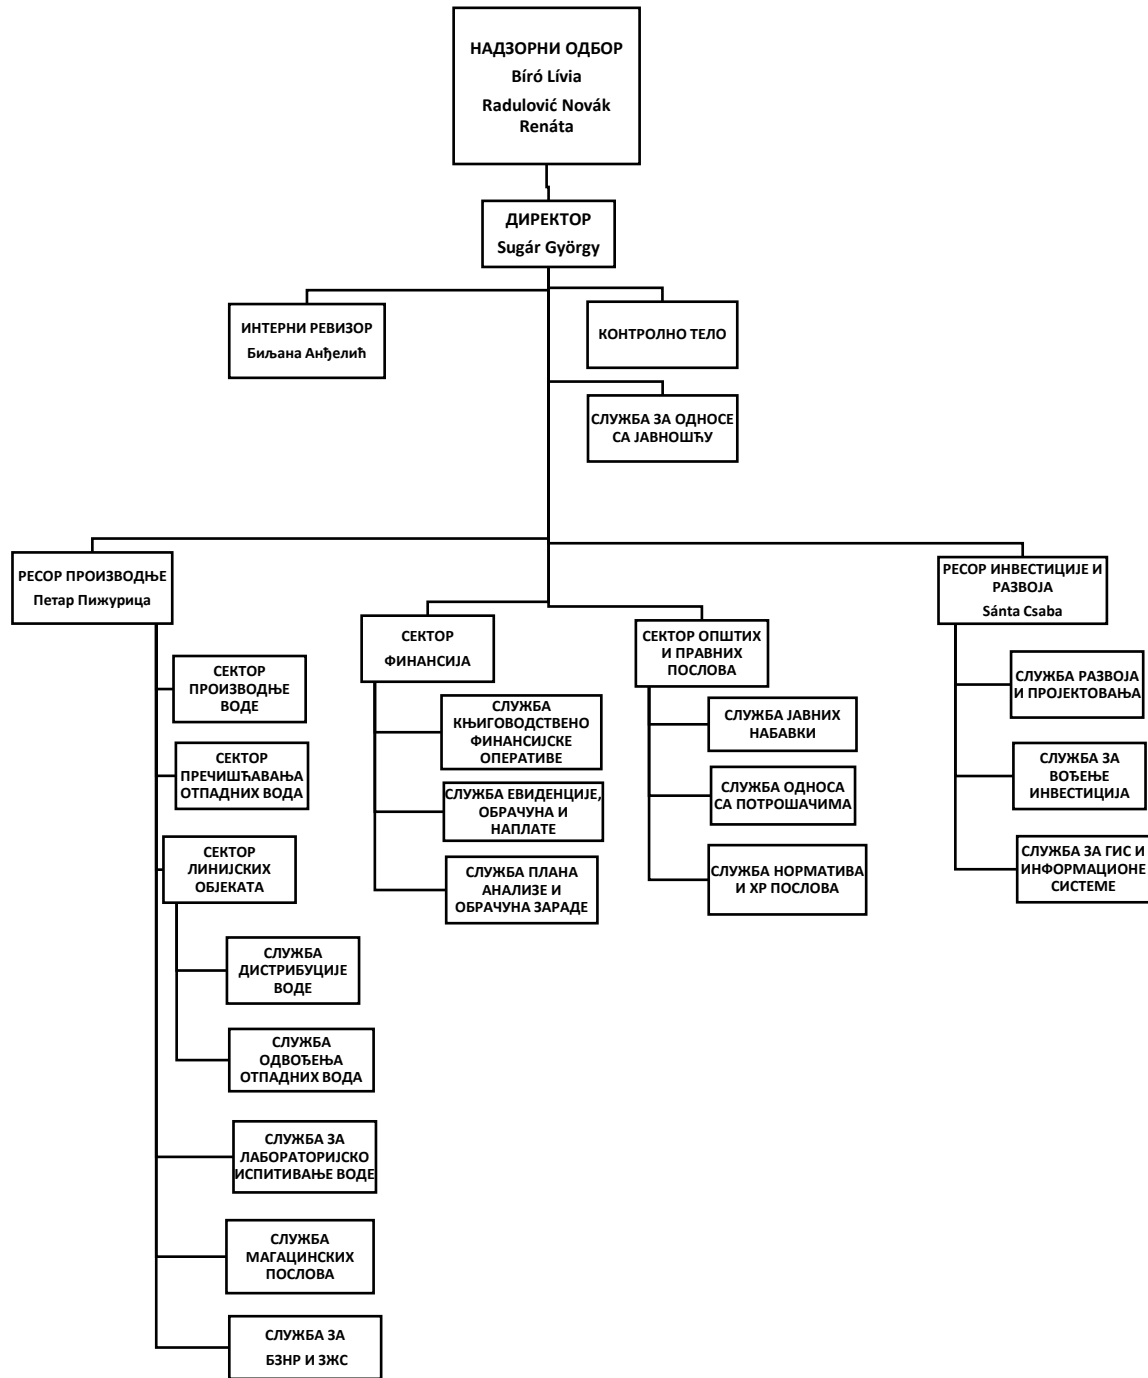 НАДЗОРНИ ОДБОР
Bíró Lívia
Radulović Novák
Renáta
ДИРЕКТОР
Sugár György
ИНТЕРНИ РЕВИЗОР
Биљана Анђелић
КОНТРОЛНО ТЕЛО
СЛУЖБА ЗА ОДНОСЕ
СА ЈАВНОШЋУ
РЕСОР ПРОИЗВОДЊЕ
Петар Пижурица
СЕКТОР
ПРОИЗВОДЊЕ
ВОДЕ
СЕКТОР
ПРЕЧИШЋАВАЊА
ОТПАДНИХ ВОДА
СЕКТОР
ЛИНИЈСКИХ
ОБЈЕКАТА
СЛУЖБА
ДИСТРИБУЦИЈЕ
ВОДЕ
СЛУЖБА
ОДВОЂЕЊА
ОТПАДНИХ ВОДА
СЛУЖБА ЗА
ЛАБОРАТОРИЈСКО
ИСПИТИВАЊЕ ВОДЕ
СЛУЖБА
МАГАЦИНСКИХ
ПОСЛОВА
СЛУЖБА ЗА
БЗНР И ЗЖС
СЕКТОР
ФИНАНСИЈА
СЛУЖБА
КЊИГОВОДСТВЕНО
ФИНАНСИЈСКЕ
ОПЕРАТИВЕ
СЛУЖБА ЕВИДЕНЦИЈЕ,
ОБРАЧУНА И
НАПЛАТЕ
СЛУЖБА ПЛАНА
АНАЛИЗЕ И
ОБРАЧУНА ЗАРАДЕ
СЕКТОР ОПШТИХ
И ПРАВНИХ
ПОСЛОВА
СЛУЖБА ЈАВНИХ
НАБАВКИ
СЛУЖБА ОДНОСА
СА ПОТРОШАЧИМА
СЛУЖБА НОРМАТИВА
И ХР ПОСЛОВА
РЕСОР ИНВЕСТИЦИЈЕ И
РАЗВОЈА
Sánta Csaba
СЛУЖБА РАЗВОЈА
И ПРОЈЕКТОВАЊА
СЛУЖБА ЗА
ВОЂЕЊЕ
ИНВЕСТИЦИЈА
СЛУЖБА ЗА ГИС И
ИНФОРМАЦИОНЕ
СИСТЕМЕ